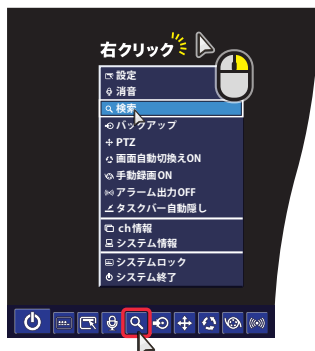 右クリック
設定
消音
検索
バックアップ
PTZ
画面自動切換えON
手動録画ON
アラーム出力OFF
タスクバー自動隠し
ch情報
システム情報
システムロック
システム終了